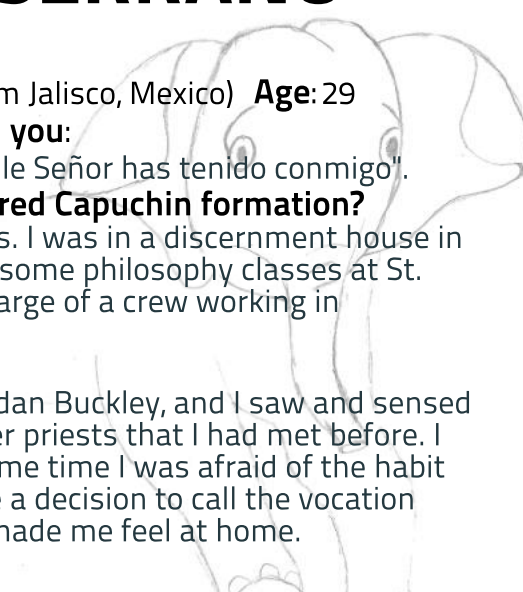 m Jalisco, Mexico) Age: 29
you:
le Señor has tenido conmigo".
red Capuchin formation?
s. I was in a discernment house in
some philosophy classes at St.
arge of a crew working in
dan Buckley, and I saw and sensed
er priests that I had met before. I
me time I was afraid of the habit
a decision to call the vocation
made me feel at home.